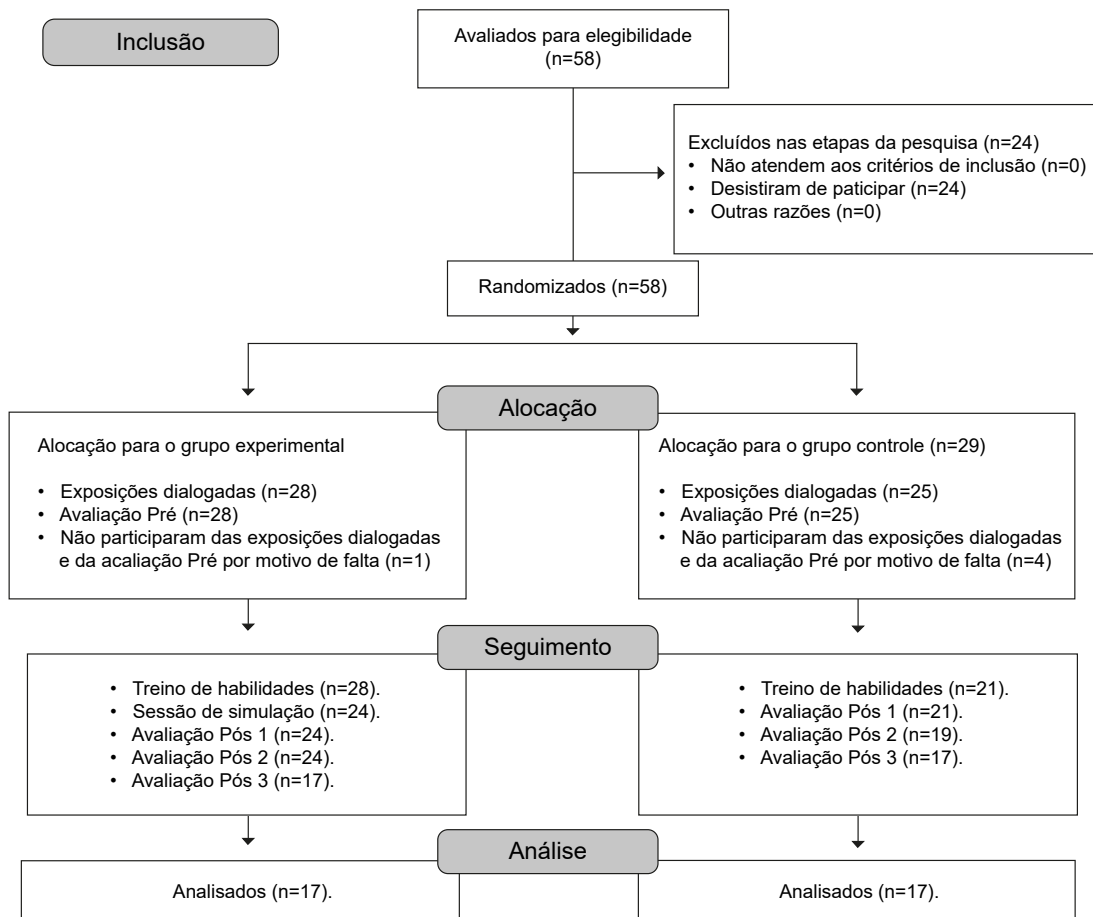 Inclusão
Avaliados para elegibilidade
(n=58)
Excluídos nas etapas da pesquisa (n=24)
• Não atendem aos critérios de inclusão (n=0)
• Desistiram de paticipar (n=24)
• Outras razões (n=0)
Randomizados (n=58)
Alocação
Alocação para o grupo experimental
• Exposições dialogadas (n=28)
• Avaliação Pré (n=28)
• Não participaram das exposições dialogadas
e da acaliação Pré por motivo de falta (n=1)
Alocação para o grupo controle (n=29)
• Exposições dialogadas (n=25)
• Avaliação Pré (n=25)
• Não participaram das exposições dialogadas
e da acaliação Pré por motivo de falta (n=4)
Seguimento
• Treino de habilidades (n=28).
• Sessão de simulação (n=24).
• Avaliação Pós 1 (n=24).
• Avaliação Pós 2 (n=24).
• Avaliação Pós 3 (n=17).
• Treino de habilidades (n=21).
• Avaliação Pós 1 (n=21).
• Avaliação Pós 2 (n=19).
• Avaliação Pós 3 (n=17).
Análise
Analisados (n=17).
Analisados (n=17).